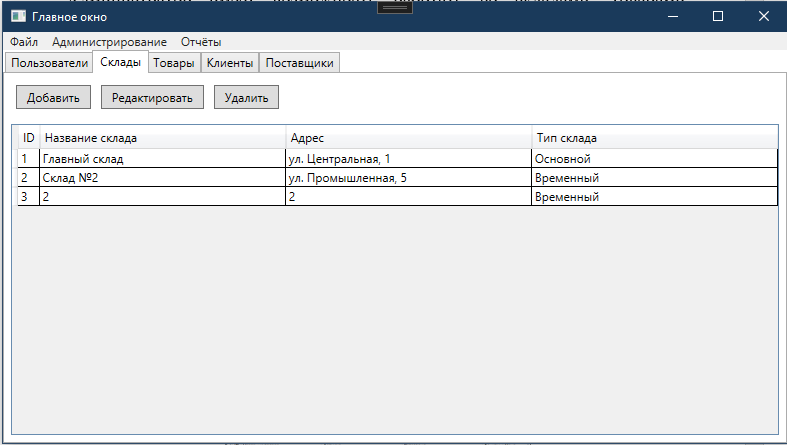 Главное окно
Файл Администрирование Отчёты
Пользователи Склады Товары Клиенты Поставщики
Добавить Редактировать Удалить
ID Название склада Адрес Тип склада
1 Главный склад ул. Центральная, 1 Основной
2 Склад №2 ул. Промышленная, 5 Временный
3 2 2 Временный